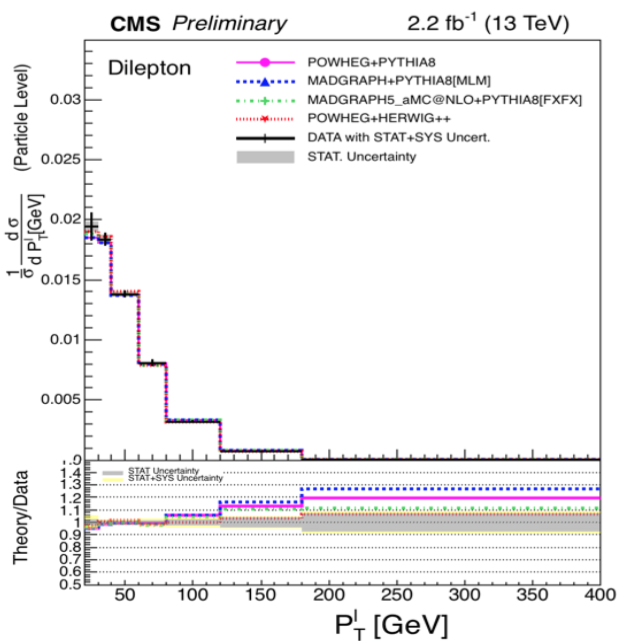 CMS Preliminary 2.2 fb⁻¹ (13 TeV)
Dilepton
POWHEG+PYTHIA8
MADGRAPH+PYTHIA8[MLM]
MADGRAPH5_aMC@NLO+PYTHIA8[FXFX]
POWHEG+HERWIG++
DATA with STAT+SYS Uncert.
STAT. Uncertainty
1/σ dσ/dP_T^l[GeV] (Particle Level)
0.03
0.025
0.02
0.015
0.01
0.005
.0
STAT Uncertainty
STAT+SYS Uncertainty
Theory/Data
1.4
1.3
1.2
1.1
1
0.9
0.8
0.7
0.6
0.5
50 100 150 200 250 300 350 400
P_T^l [GeV]